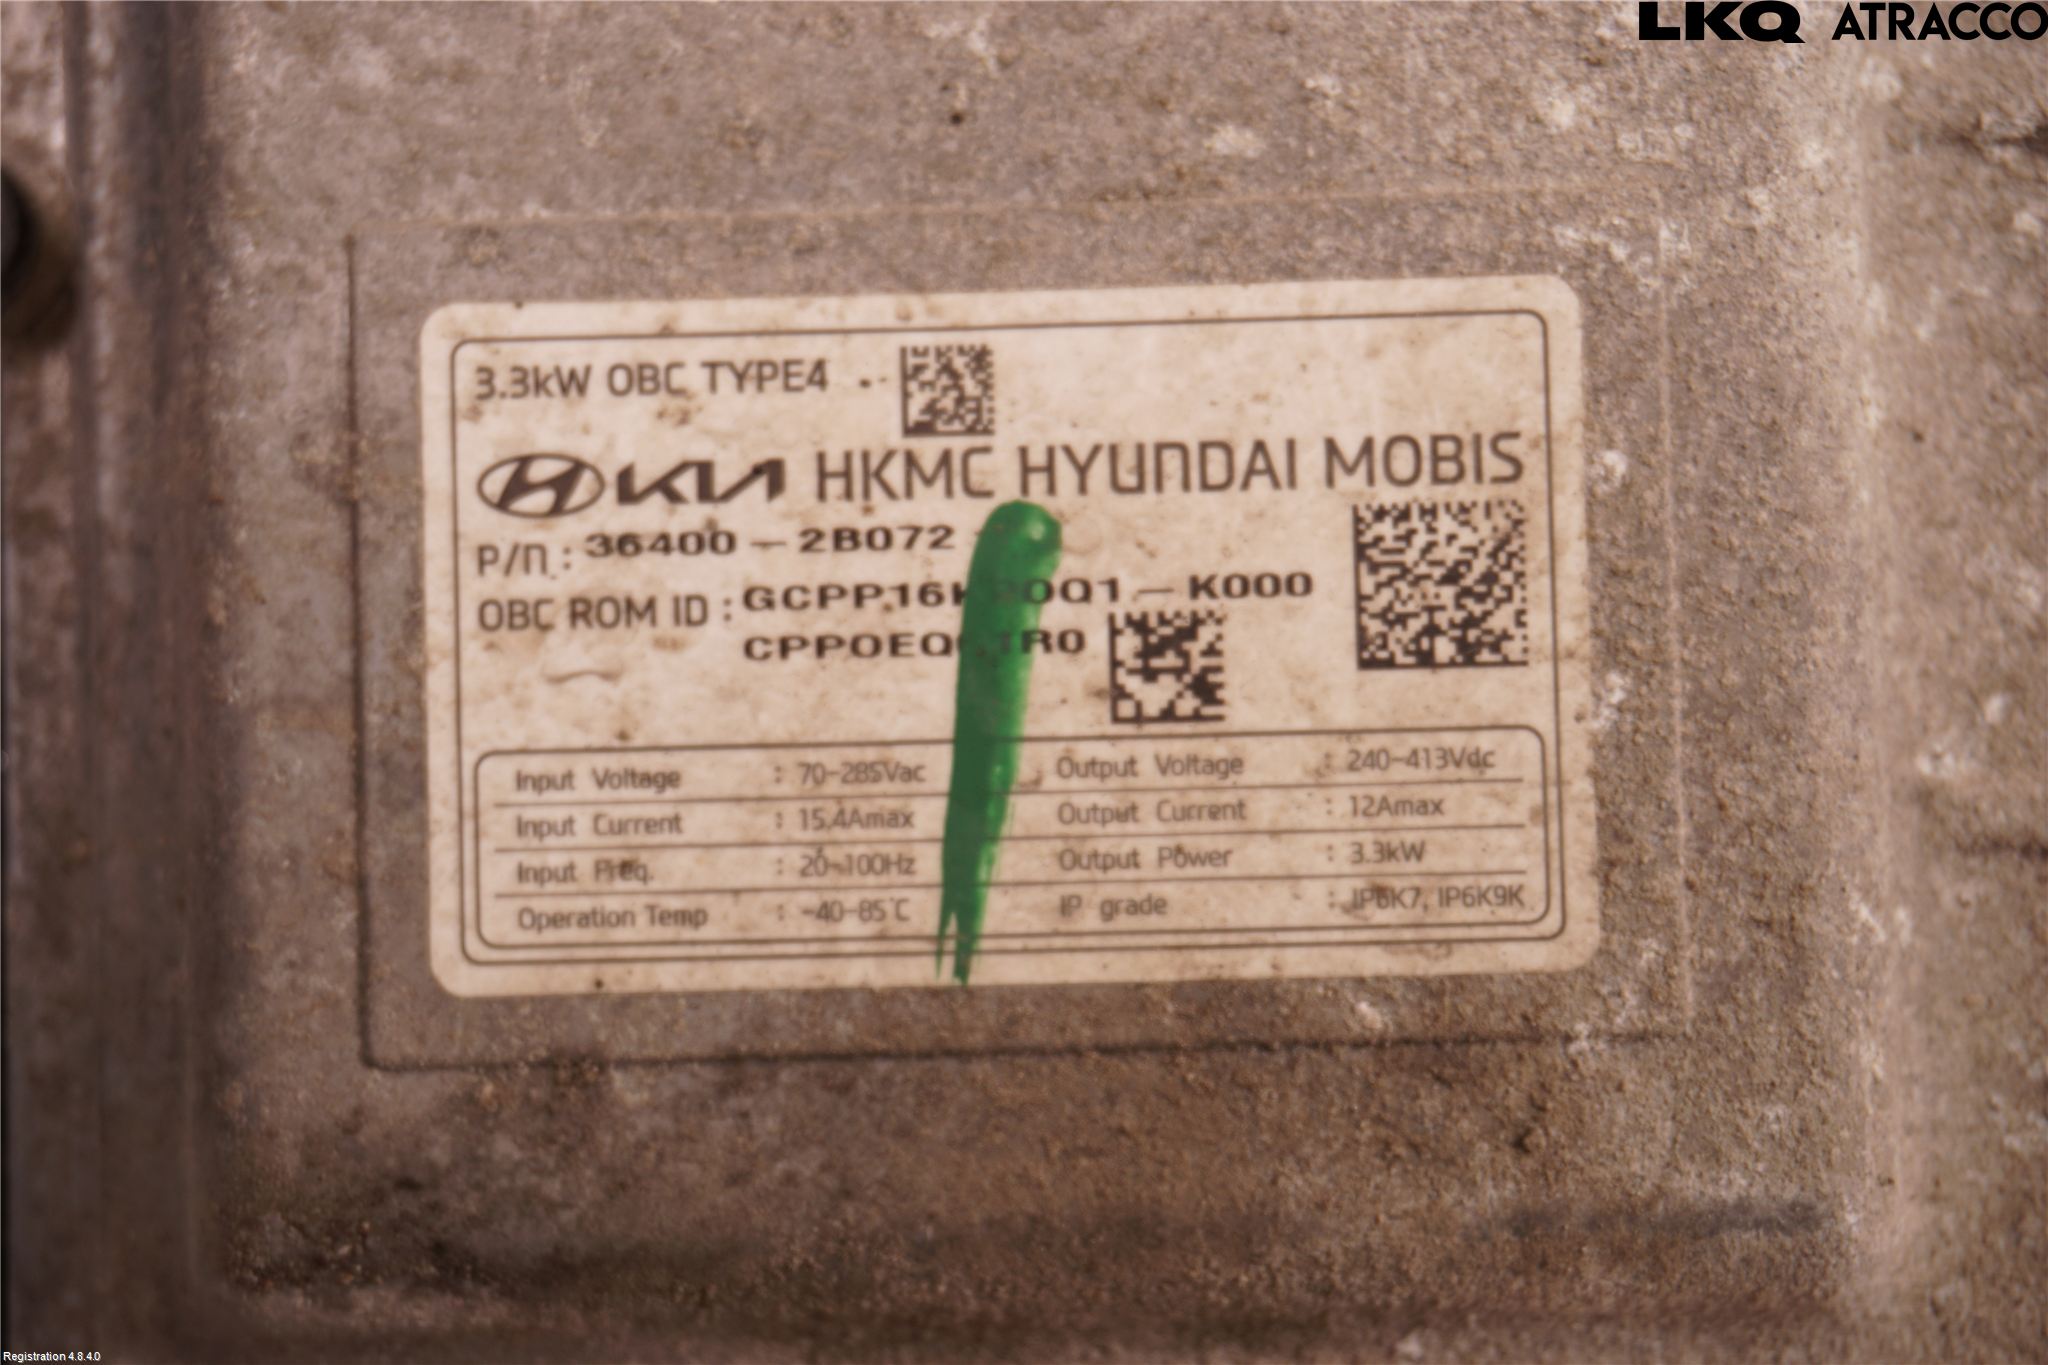 LKQ ATRACCO
3.3kW OBC TYPE4
KIA HKMC HYUNDAI MOBIS
P/N : 36400 - 2B072
OBC ROM ID : - K000
Input Voltage : 70-285Vac Output Voltage : 240-413Vdc
Input Current : 15.4Amax Output Current : 12Amax
Input Freq. : 20-100Hz Output Power : 3.3kW
Operation Temp : -40-85℃ IP grade : IP6K7, IP6K9K
Registration 4.8.4.0